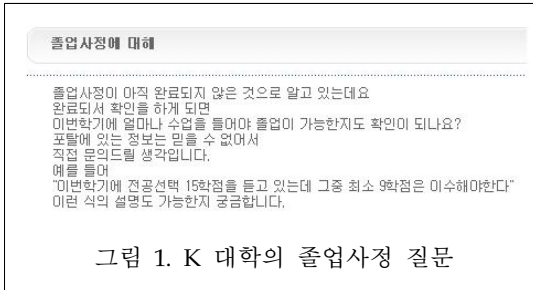 졸업사정에 대해
졸업사정이 아직 완료되지 않은 것으로 알고 있는데요
완료되서 확인을 하게 되면
이번학기에 얼마나 수업을 들어야 졸업이 가능한지도 확인이 되나요?
포탈에 있는 정보는 믿을 수 없어서
직접 문의드릴 생각입니다.
예를 들어
"이번학기에 전공선택 15학점을 듣고 있는데 그중 최소 9학점은 이수해야한다"
이런 식의 설명도 가능한지 궁금합니다.
그림 1. K 대학의 졸업사정 질문